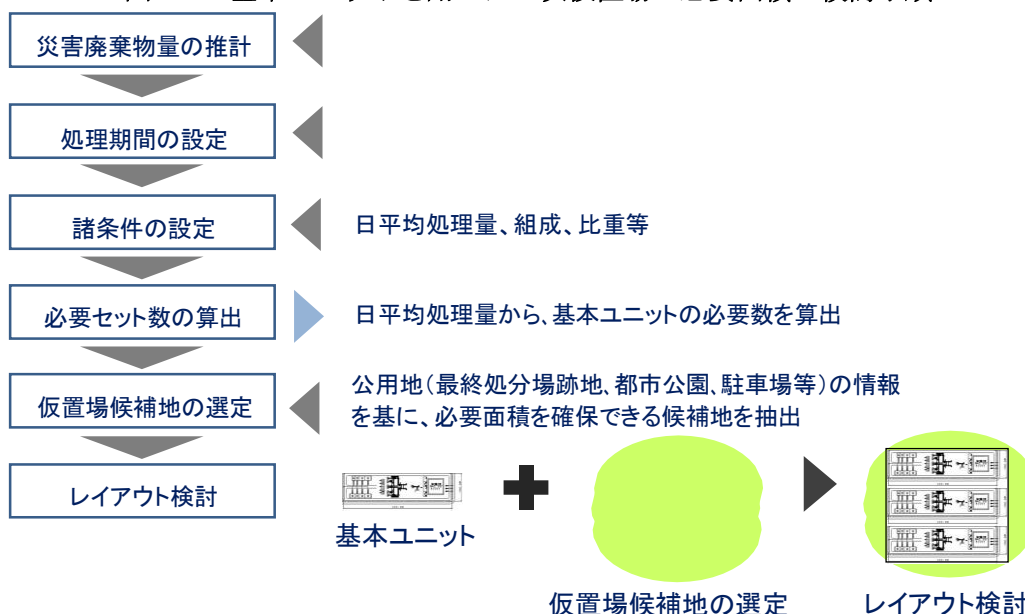 災害廃棄物量の推計
処理期間の設定
諸条件の設定
日平均処理量、組成、比重等
必要セット数の算出
日平均処理量から、基本ユニットの必要数を算出
仮置場候補地の選定
公用地（最終処分場跡地、都市公園、駐車場等）の情報
を基に、必要面積を確保できる候補地を抽出
レイアウト検討
基本ユニット
仮置場候補地の選定
レイアウト検討